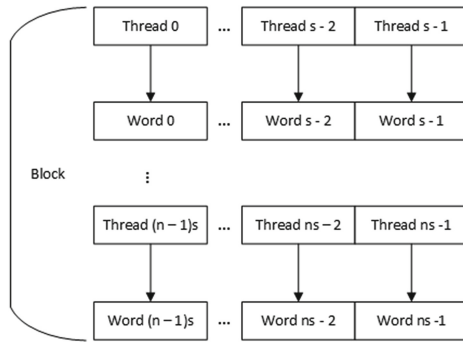 Thread 0 ... Thread s - 2 Thread s - 1
Word 0 ... Word s - 2 Word s - 1
Block
⋮
Thread (n – 1)s ... Thread ns – 2 Thread ns -1
Word (n – 1)s ... Word ns - 2 Word ns -1